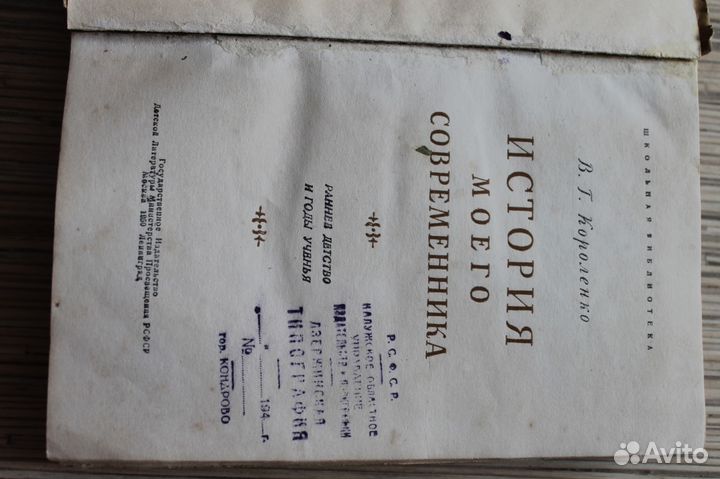 ШКОЛЬНАЯ БИБЛИОТЕКА
В. Г. Короленко
ИСТОРИЯ
МОЕГО
СОВРЕМЕННИКА
РАННЕЕ ДЕТСТВО
И ГОДЫ УЧЕНЬЯ
Р. С. Ф. С. Р.
КАЛУЖСКОЕ ОБЛАСТНОЕ
УПРАВЛЕНИЕ
ИЗДАТЕЛЬСТВ и
ДЗЕРЖИНСКАЯ
ТИПОГРАФИЯ
" " 194 г.
№
гор. КОНДРОВО
Государственное Издательство
Детской Литературы Министерства Просвещения РСФСР
Москва 1950 Ленинград
Avito